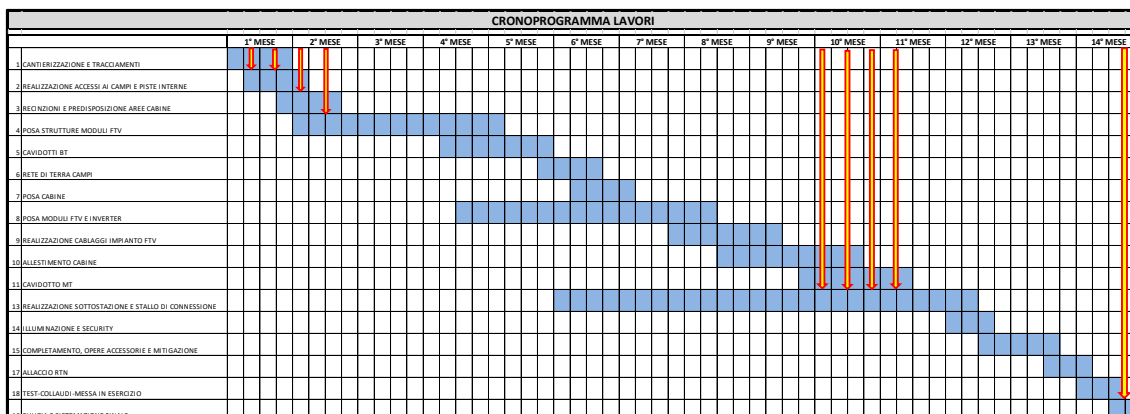 CRONOPROGRAMMA LAVORI
1° MESE 2° MESE 3° MESE 4° MESE 5° MESE 6° MESE 7° MESE 8° MESE 9° MESE 10° MESE 11° MESE 12° MESE 13° MESE 14° MESE
1 CANTIERIZZAZIONE E TRACCIAMENTI
2 REALIZZAZIONE ACCESSI AI CAMPI E PISTE INTERNE
3 RECINZIONI E PREDISPOSIZIONE AREE CABINE
4 POSA STRUTTURE MODULI FTV
5 CAVIDOTTI BT
6 RETE DI TERRA CAMPI
7 POSA CABINE
8 POSA MODULI FTV E INVERTER
9 REALIZZAZIONE CABLAGGI IMPIANTO FTV
10 ALLESTIMENTO CABINE
11 CAVIDOTTO MT
13 REALIZZAZIONE SOTTOSTAZIONE E STALLO DI CONNESSIONE
14 ILLUMINAZIONE E SECURITY
15 COMPLETAMENTO, OPERE ACCESSORIE E MITIGAZIONE
17 ALLACCIO RTN
18 TEST-COLLAUDI-MESSA IN ESERCIZIO